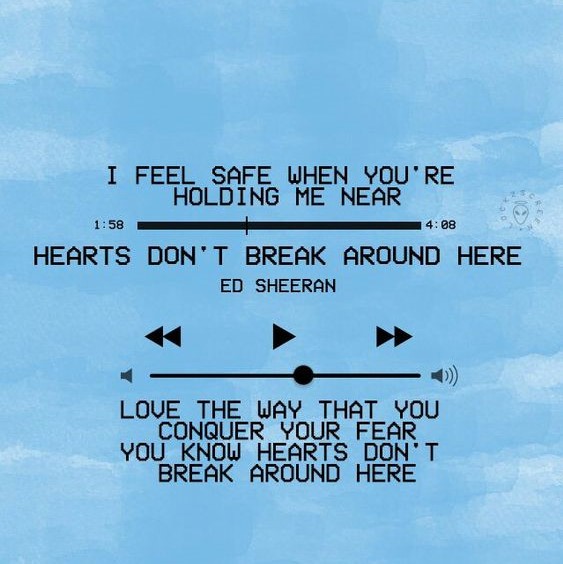 I FEEL SAFE WHEN YOU'RE
HOLDING ME NEAR
1:58 4:08
HEARTS DON'T BREAK AROUND HERE
ED SHEERAN
LOVE THE WAY THAT YOU
CONQUER YOUR FEAR
YOU KNOW HEARTS DON'T
BREAK AROUND HERE